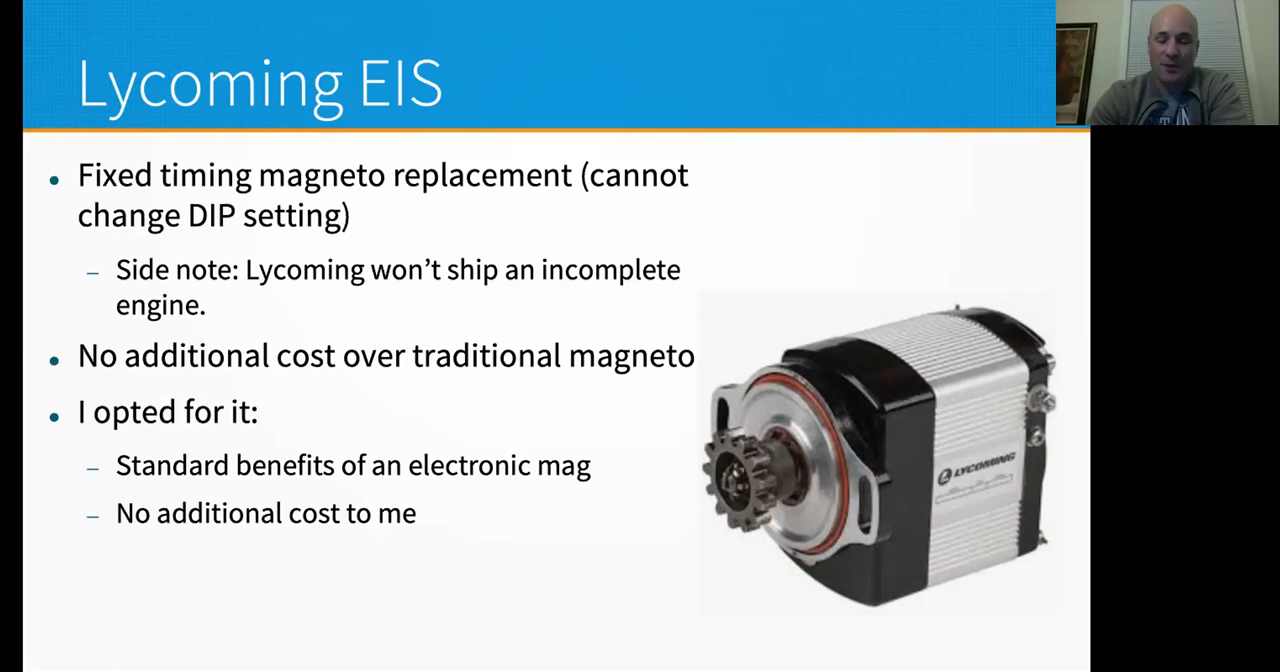 Lycoming EIS
• Fixed timing magneto replacement (cannot
change DIP setting)
– Side note: Lycoming won’t ship an incomplete
engine.
• No additional cost over traditional magneto
• I opted for it:
– Standard benefits of an electronic mag
– No additional cost to me
LYCOMING